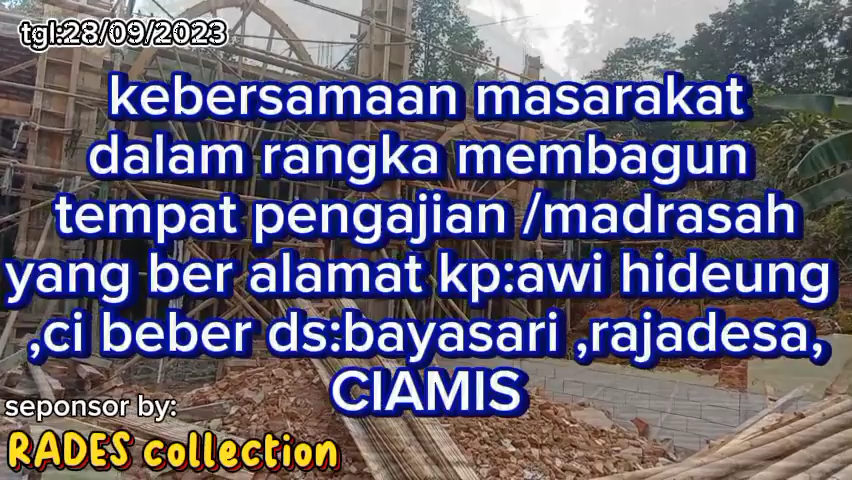 tgl:28/09/2023
kebersamaan masarakat
dalam rangka membagun
tempat pengajian /madrasah
yang ber alamat kp:awi hideung
,ci beber ds:bayasari ,rajadesa,
CIAMIS
seponsor by:
RADES collection